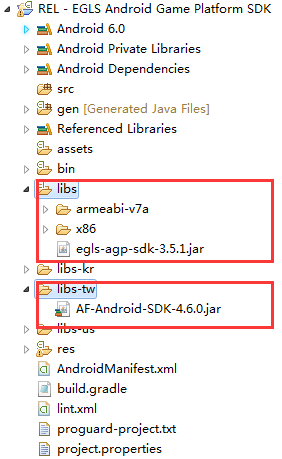 REL - EGLS Android Game Platform SDK
Android 6.0
Android Private Libraries
Android Dependencies
src
gen [Generated Java Files]
Referenced Libraries
assets
bin
libs
armeabi-v7a
x86
egls-agp-sdk-3.5.1.jar
libs-kr
libs-tw
AF-Android-SDK-4.6.0.jar
libs-us
res
AndroidManifest.xml
build.gradle
lint.xml
proguard-project.txt
project.properties